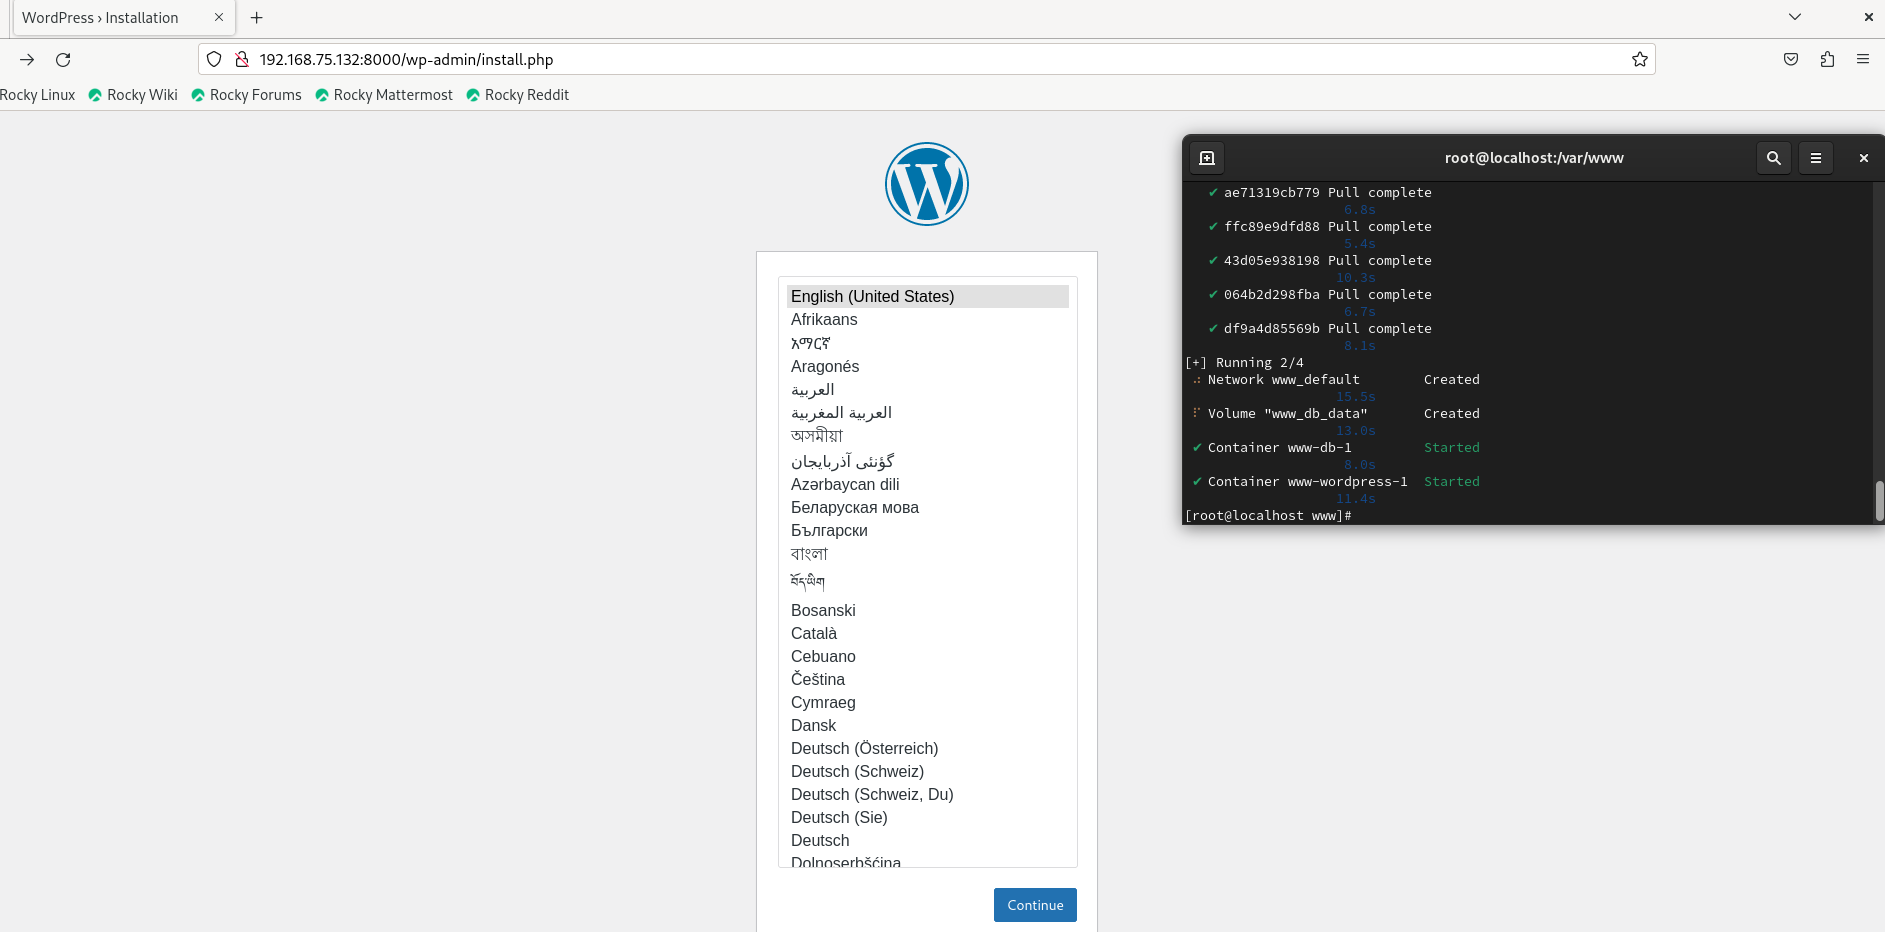 WordPress › Installation
192.168.75.132:8000/wp-admin/install.php
Rocky Linux Rocky Wiki Rocky Forums Rocky Mattermost Rocky Reddit
English (United States)
Afrikaans
አማርኛ
Aragonés
العربية
العربية المغربية
অসমীয়া
گؤنئی آذربایجان
Azərbaycan dili
Беларуская мова
Български
বাংলা
བོད་ཡིག
Bosanski
Català
Cebuano
Čeština
Cymraeg
Dansk
Deutsch (Österreich)
Deutsch (Schweiz)
Deutsch (Schweiz, Du)
Deutsch (Sie)
Deutsch
Dolnoserbšćina
Continue
root@localhost:/var/www
✔ ae71319cb779 Pull complete
6.8s
✔ ffc89e9dfd88 Pull complete
5.4s
✔ 43d05e938198 Pull complete
10.3s
✔ 064b2d298fba Pull complete
6.7s
✔ df9a4d85569b Pull complete
8.1s
[+] Running 2/4
Network www_default Created
15.5s
Volume "www_db_data" Created
13.0s
✔ Container www-db-1 Started
8.0s
✔ Container www-wordpress-1 Started
11.4s
[root@localhost www]#